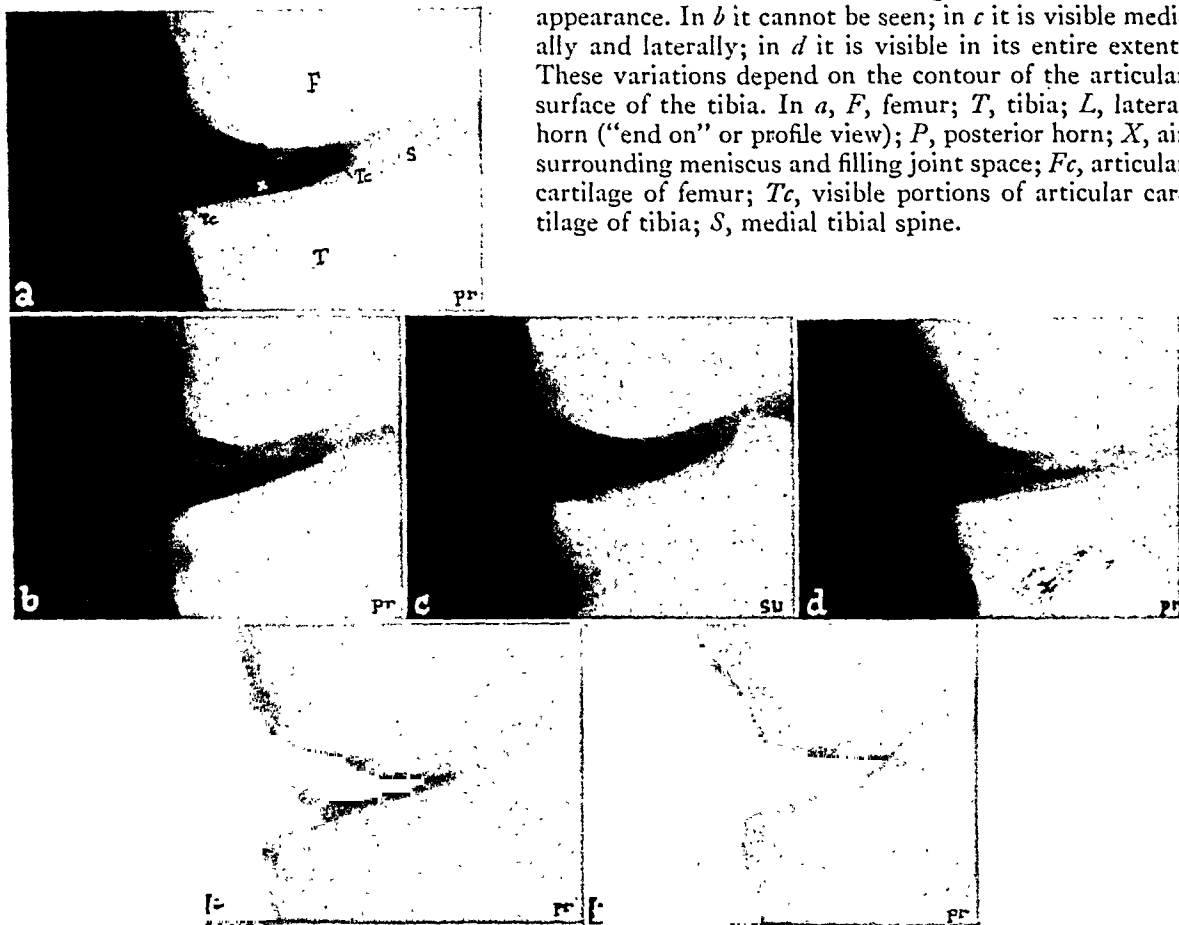 appearance. In b it cannot be seen; in c it is visible medi
ally and laterally; in d it is visible in its entire extent
These variations depend on the contour of the articula
surface of the tibia. In a, F, femur; T, tibia; L, latera
horn ("end on" or profile view); P, posterior horn; X, ai
surrounding meniscus and filling joint space; Fc, articula
cartilage of femur; Tc, visible portions of articular car-
tilage of tibia; S, medial tibial spine.
F
S
Tc
x
Tc
T
a
pr
b
pr
c
su
d
pr
pr
pr